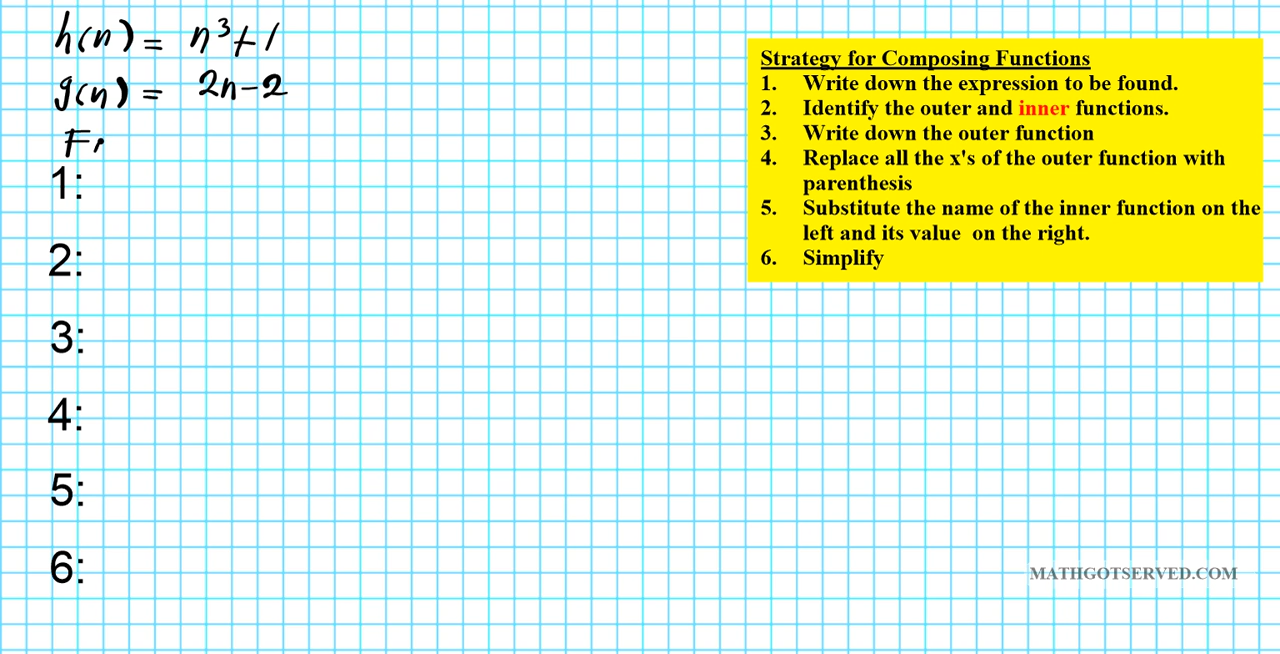 h(n) = n³+1
g(n) = 2n-2
1:
2:
3:
4:
5:
6:
Strategy for Composing Functions
1. Write down the expression to be found.
2. Identify the outer and inner functions.
3. Write down the outer function
4. Replace all the x's of the outer function with
parenthesis
5. Substitute the name of the inner function on the
left and its value on the right.
6. Simplify
MATHGOTSERVED.COM